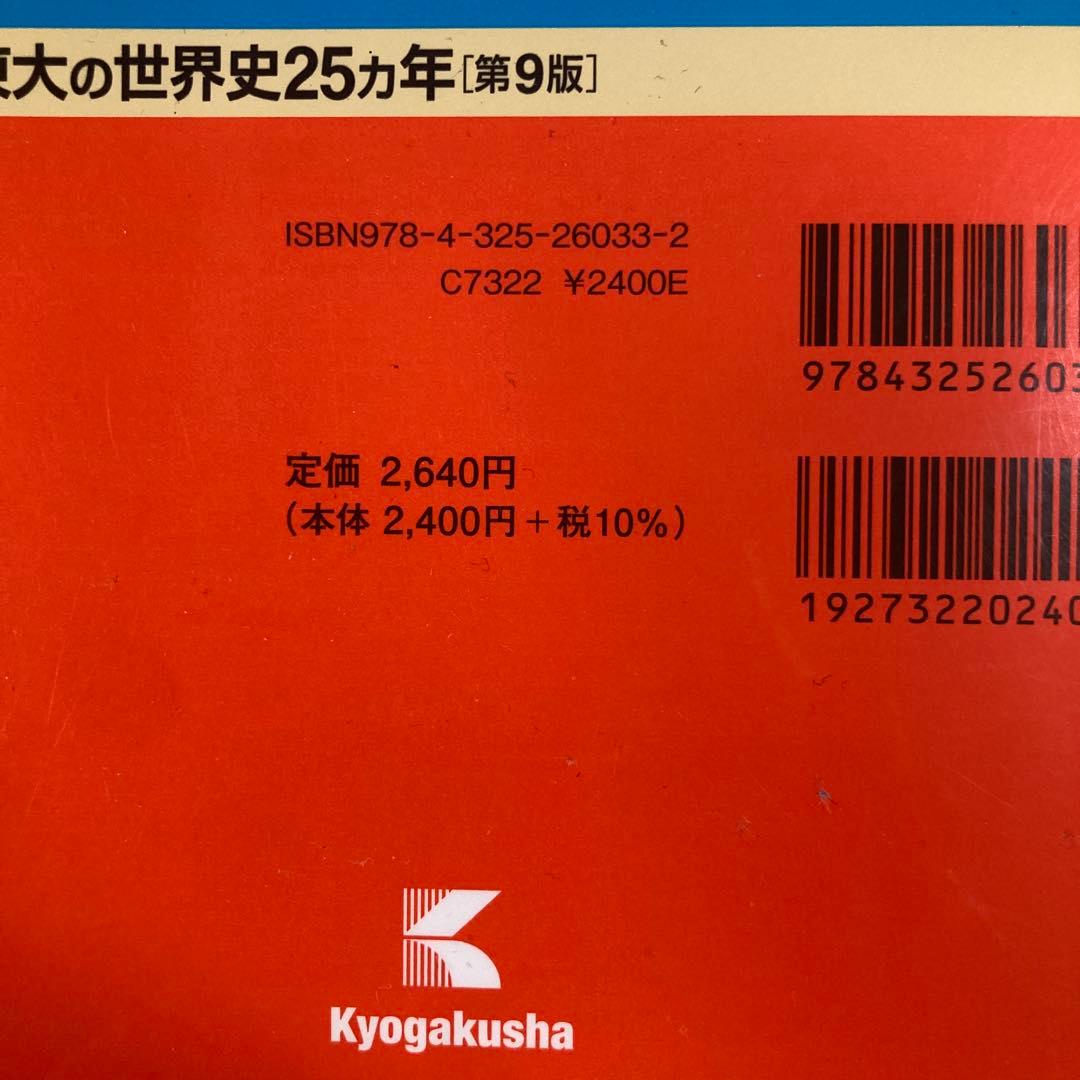 東大の世界史25カ年[第9版]
ISBN978-4-325-26033-2
C7322 ¥2400E
97843252603
定価 2,640円
(本体 2,400円+税10%)
19273220240
Kyogakusha